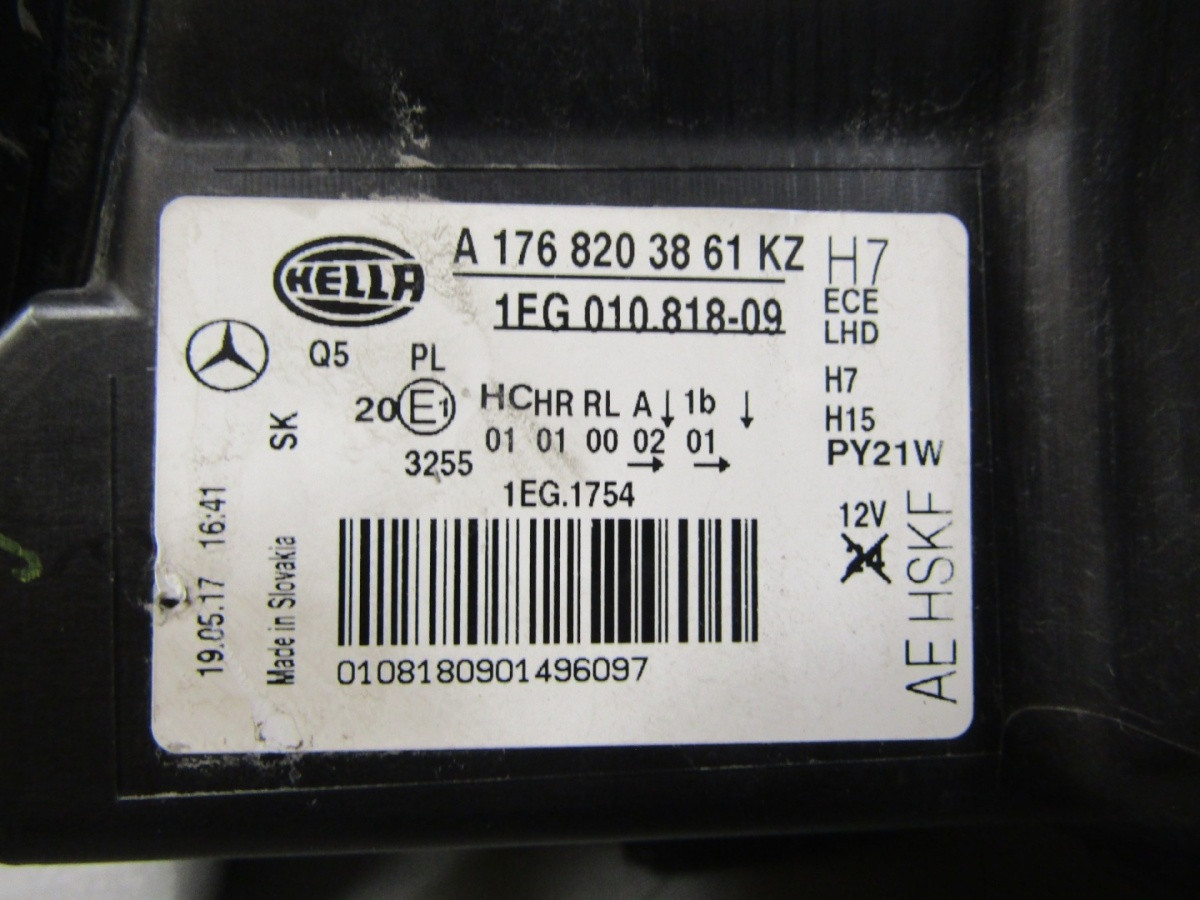 HELLA
A 176 820 38 61 KZ
1EG 010.818-09
H7
ECE
LHD
Q5
PL
20 E1
HC HR RL A↓ 1b ↓
01 01 00 02 01
→ →
3255
1EG.1754
H7
H15
PY21W
12V
24
SK
19.05.17 16:41
Made in Slovakia
0108180901496097
AE HSKF